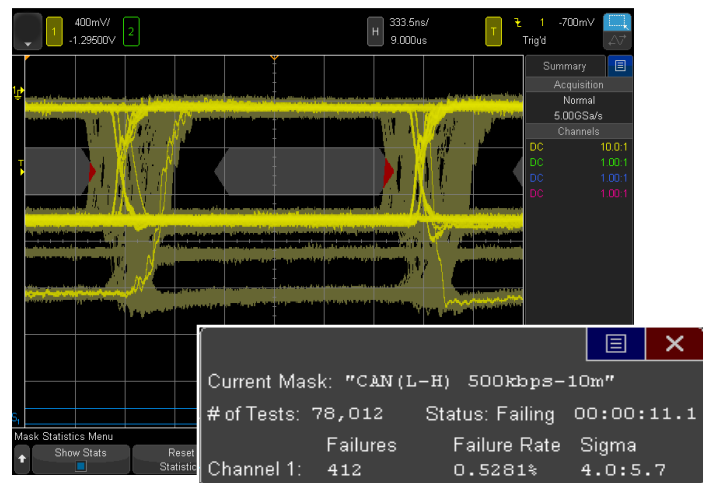 1 400mV/ 2 H 333.5ns/ T 1 -700mV
-1.29500V 9.000us Trig'd
Summary
Acquisition
Normal
5.00GSa/s
Channels
DC 10.0:1
DC 1.00:1
DC 1.00:1
DC 1.00:1
1
T
S1
Mask Statistics Menu
Show Stats
Reset
Statistic
Current Mask: "CAN(L-H) 500kbps-10m"
# of Tests: 78,012 Status: Failing 00:00:11.1
Failures Failure Rate Sigma
Channel 1: 412 0.5281% 4.0:5.7